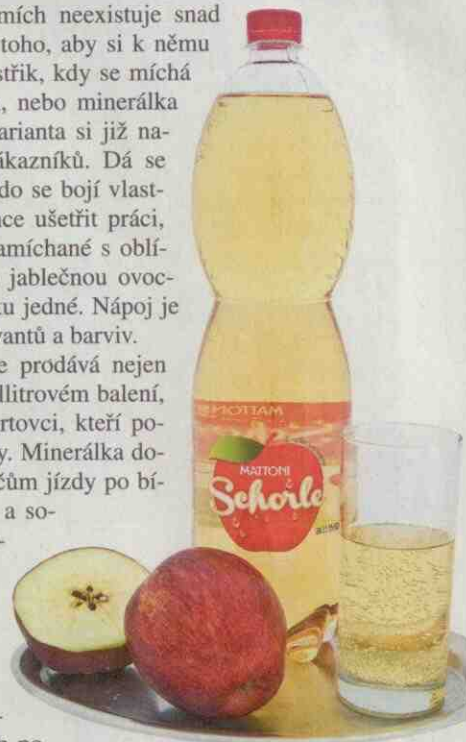 mích neexistuje snad
toho, aby si k němu
střik, kdy se míchá
, nebo minerálka
arianta si již na-
ákazníků. Dá se
do se bojí vlast-
ce ušetřit práci,
amíchané s oblí-
jablečnou ovoc-
u jedné. Nápoj je
vantů a barviv.
e prodává nejen
llitrovém balení,
rtovci, kteří po-
y. Minerálka do-
čům jízdy po bí-
a so-
MATTONI
MATTONI
Schorle